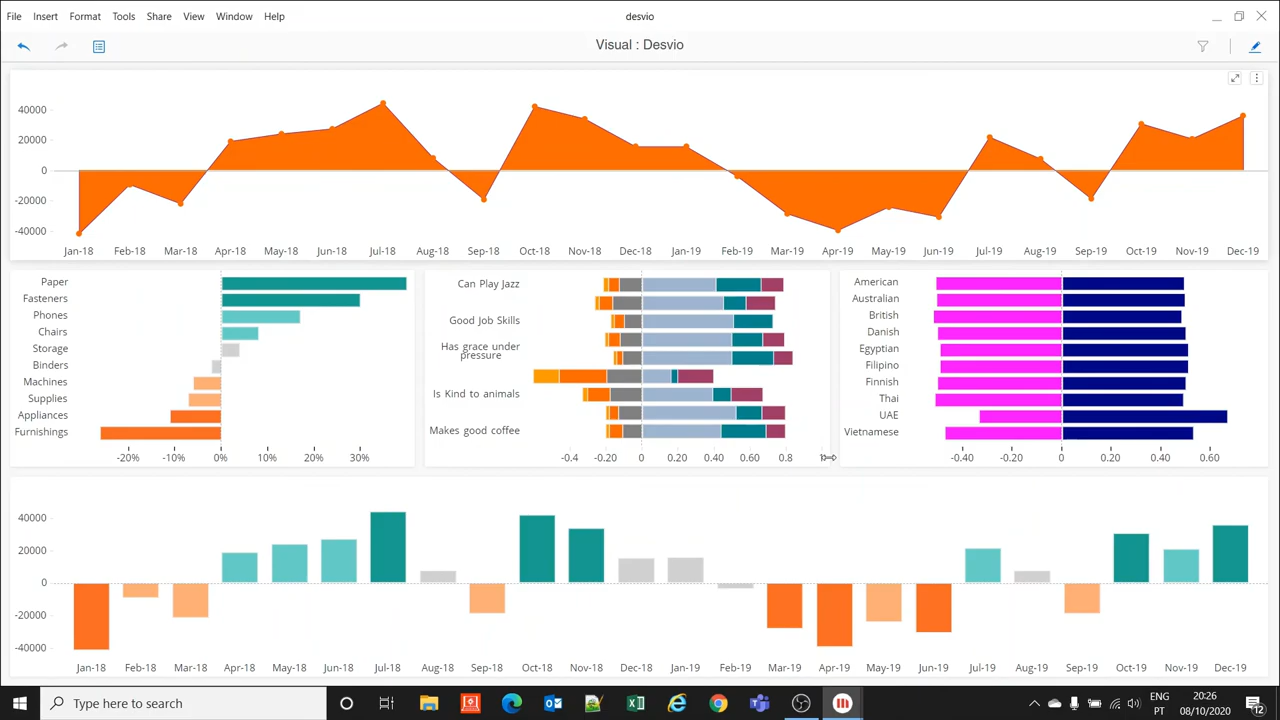 File Insert Format Tools Share View Window Help desvio
Visual : Desvio
40000
20000
0
-20000
-40000
Jan-18 Feb-18 Mar-18 Apr-18 May-18 Jun-18 Jul-18 Aug-18 Sep-18 Oct-18 Nov-18 Dec-18 Jan-19 Feb-19 Mar-19 Apr-19 May-19 Jun-19 Jul-19 Aug-19 Sep-19 Oct-19 Nov-19 Dec-19
Paper
Fasteners
Phones
Chairs
Storage
Binders
Machines
Supplies
Appliances
Furnishings
-20% -10% 0% 10% 20% 30%
Can Play Jazz
Good Job Skills
Has grace under
pressure
Is Kind to animals
Makes good coffee
-0.4 -0.20 0 0.20 0.4 0.6 0.8
American
Australian
British
Danish
Egyptian
Filipino
Finnish
Thai
UAE
Vietnamese
-0.40 -0.20 0 0.20 0.40 0.60
40000
20000
0
-20000
-40000
Jan-18 Feb-18 Mar-18 Apr-18 May-18 Jun-18 Jul-18 Aug-18 Sep-18 Oct-18 Nov-18 Dec-18 Jan-19 Feb-19 Mar-19 Apr-19 May-19 Jun-19 Jul-19 Aug-19 Sep-19 Oct-19 Nov-19 Dec-19
Type here to search
ENG
PT
20:26
08/10/2020
12